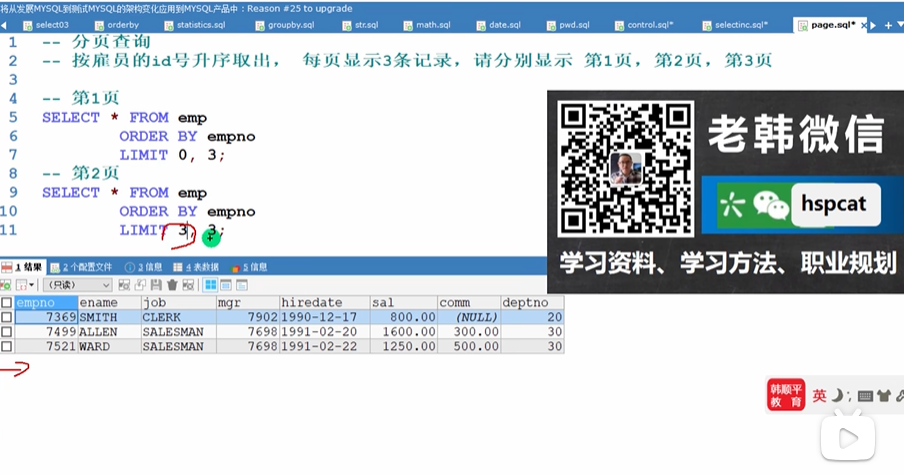 将从发展MYSQL到测试MYSQL的架构变化应用到MYSQL产品中：Reason #25 to upgrade
select03 orderby statistics.sql groupby.sql str.sql math.sql date.sql pwd.sql control.sql* selectinc.sql* page.sql*
1 -- 分页查询
2 -- 按雇员的id号升序取出， 每页显示3条记录，请分别显示 第1页，第2页，第3页
3
4 -- 第1页
5 SELECT * FROM emp
6 ORDER BY empno
7 LIMIT 0, 3;
8 -- 第2页
9 SELECT * FROM emp
10 ORDER BY empno
11 LIMIT 3, 3;
老韩微信
hspcat
学习资料、学习方法、职业规划
1 结果 2 个配置文件 3 信息 4 表数据 5 信息
（只读）
empno ename job mgr hiredate sal comm deptno
7369 SMITH CLERK 7902 1990-12-17 800.00 (NULL) 20
7499 ALLEN SALESMAN 7698 1991-02-20 1600.00 300.00 30
7521 WARD SALESMAN 7698 1991-02-22 1250.00 500.00 30
韩顺平
教育
英